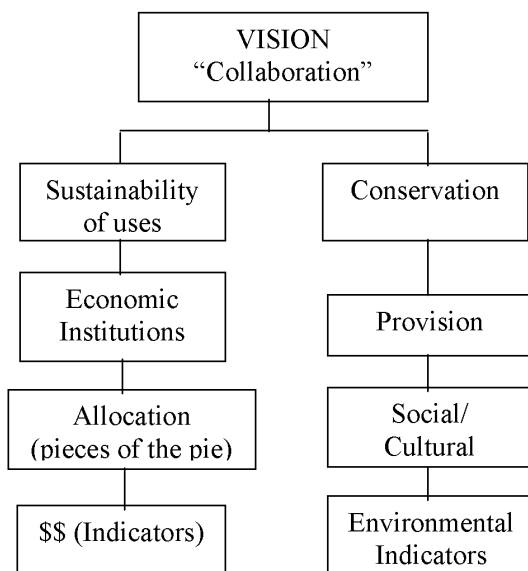 VISION
“Collaboration”
Sustainability
of uses
Economic
Institutions
Allocation
(pieces of the pie)
$$ (Indicators)
Conservation
Provision
Social/
Cultural
Environmental
Indicators